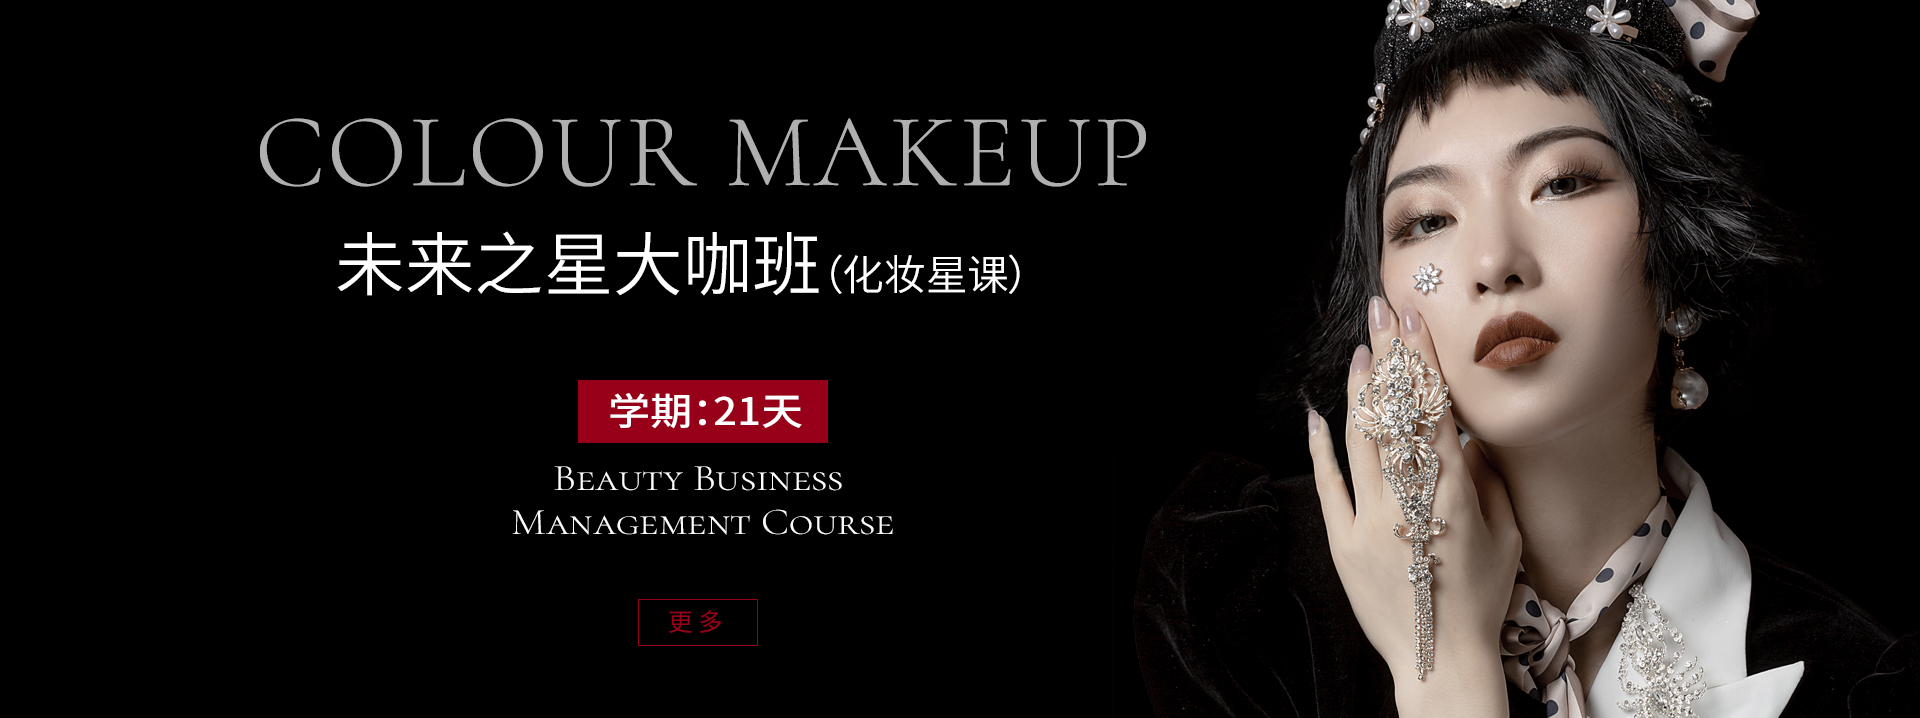 COLOUR MAKEUP
未来之星大咖班(化妆星课)
学期:21天
BEAUTY BUSINESS
MANAGEMENT COURSE
更多